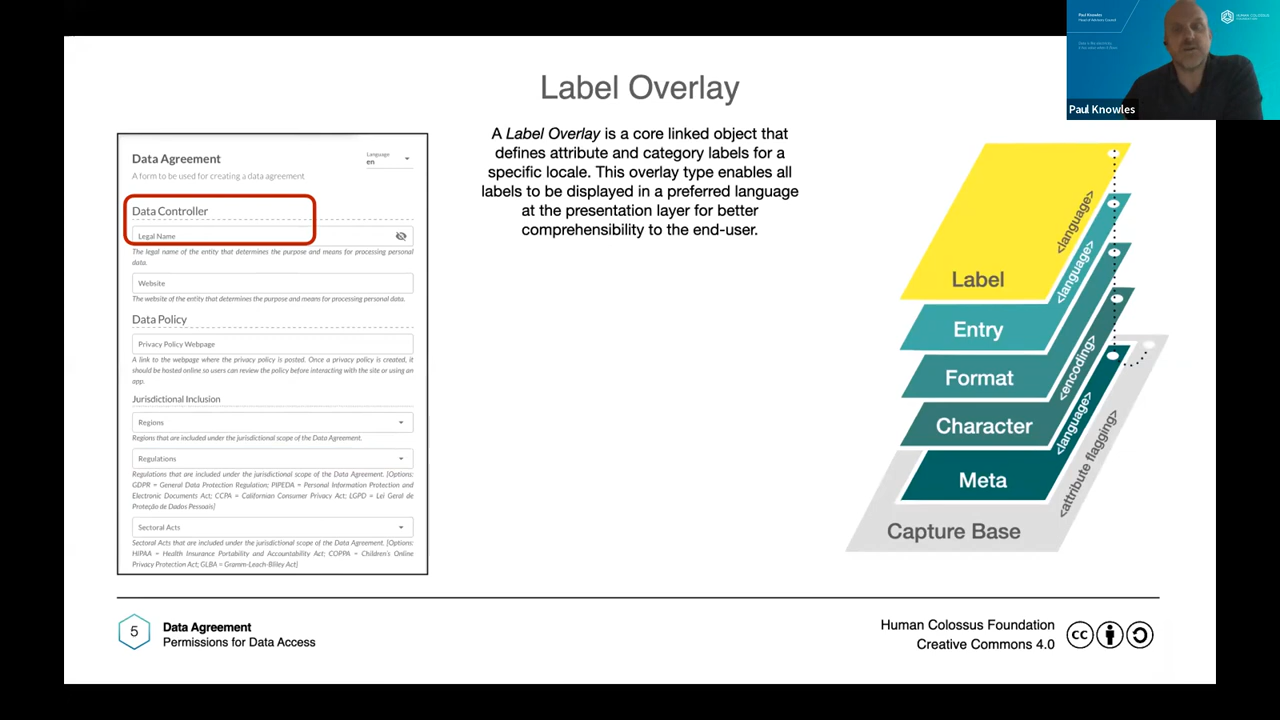 Paul Knowles
Head of Advisory Council
HUMAN COLOSSUS
FOUNDATION
Paul Knowles
Label Overlay
Data Agreement
Language
en
A form to be used for creating a data agreement.
Data Controller
Legal Name
The legal name of the entity that determines the purpose and means for processing personal
data.
Website
The website of the entity that determines the purpose and means for processing personal data.
Data Policy
Privacy Policy Webpage
A link to the webpage where the privacy policy is posted. Once a privacy policy is created, it
should be hosted online so users can review the policy before interacting with the site or using an
app.
Jurisdictional Inclusion
Regions
Regions that are included under the jurisdictional scope of the Data Agreement.
Regulations
Regulations that are included under the jurisdictional scope of the Data Agreement. [Options:
GDPR = General Data Protection Regulation; PIPEDA = Personal Information Protection and
Electronic Documents Act; CCPA = Californian Consumer Privacy Act; LGPD = Lei Geral de
Proteção de Dados Pessoais]
Sectoral Acts
Sectoral Acts that are included under the jurisdictional scope of the Data Agreement. [Options:
HIPAA = Health Insurance Portability and Accountability Act; COPPA = Children's Online
Privacy Protection Act; GLBA = Gramm-Leach-Bliley Act]
A Label Overlay is a core linked object that
defines attribute and category labels for a
specific locale. This overlay type enables all
labels to be displayed in a preferred language
at the presentation layer for better
comprehensibility to the end-user.
Label
<language>
Entry
<language>
Format
Character
<encoding>
Meta
<language>
Capture Base
<attribute flagging>
5
Data Agreement
Permissions for Data Access
Human Colossus Foundation
Creative Commons 4.0
cc